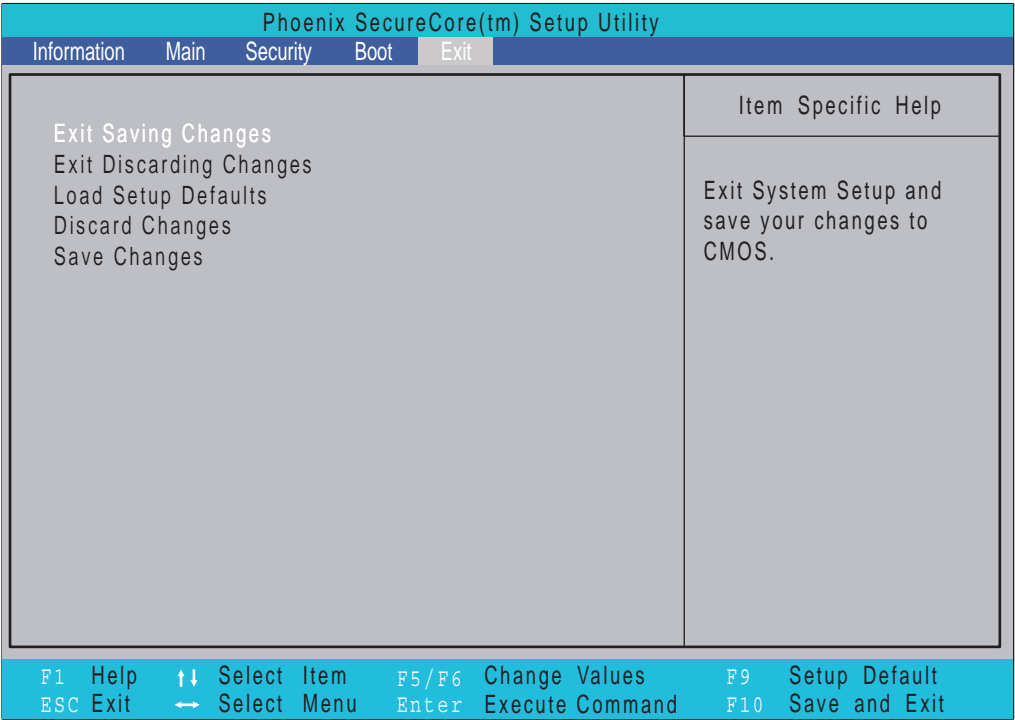 Phoenix SecureCore(tm) Setup Utility
Information Main Security Boot Exit
Item Specific Help
Exit Saving Changes
Exit Discarding Changes
Load Setup Defaults
Discard Changes
Save Changes
Exit System Setup and
save your changes to
CMOS.
F1 Help ↑↓ Select Item F5/F6 Change Values F9 Setup Default
ESC Exit ↔ Select Menu Enter Execute Command F10 Save and Exit